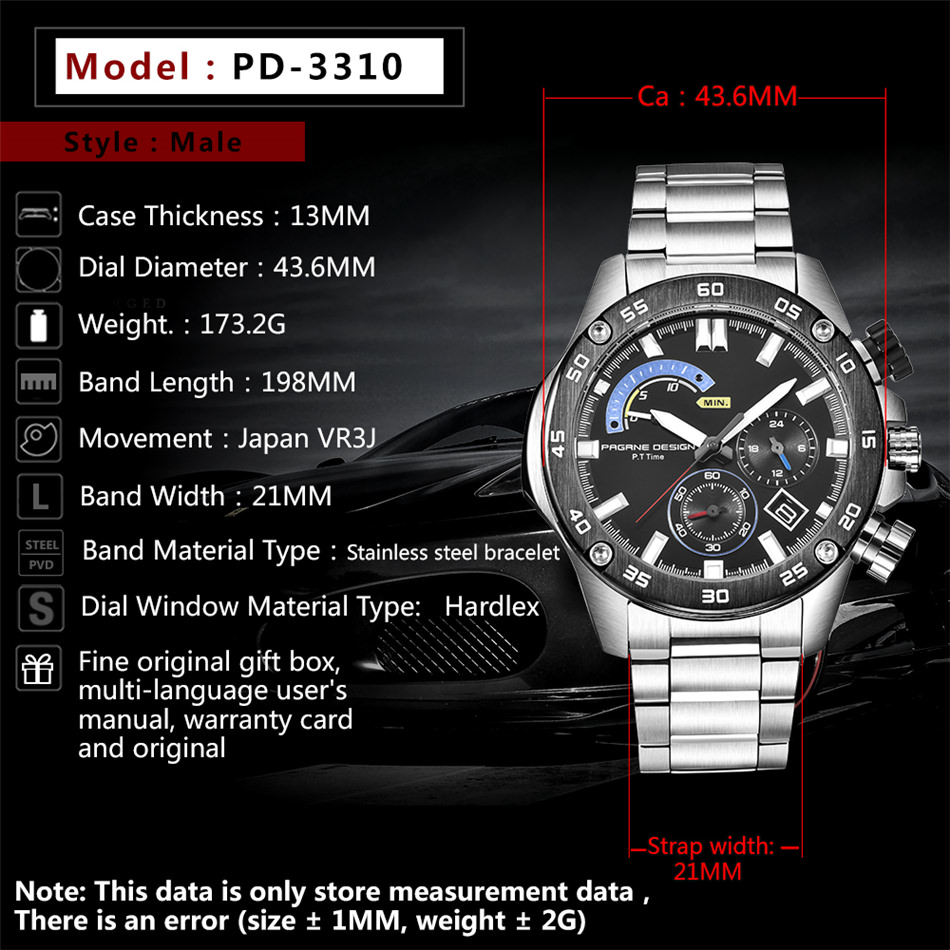 Model : PD-3310
Ca : 43.6MM
Style : Male
Case Thickness : 13MM
Dial Diameter : 43.6MM
Weight. : 173.2G
Band Length : 198MM
Movement : Japan VR3J
L
Band Width : 21MM
STEEL
PVD
Band Material Type : Stainless steel bracelet
S
Dial Window Material Type: Hardlex
Fine original gift box,
multi-language user's
manual, warranty card
and original
60
05
10
15
20
25
30
35
40
45
50
55
5
10
MIN.
PAGANE DESIGN
P.T Time
24
18
6
12
60
10
20
30
40
50
8
Strap width:
21MM
Note: This data is only store measurement data ,
There is an error (size ± 1MM, weight ± 2G)